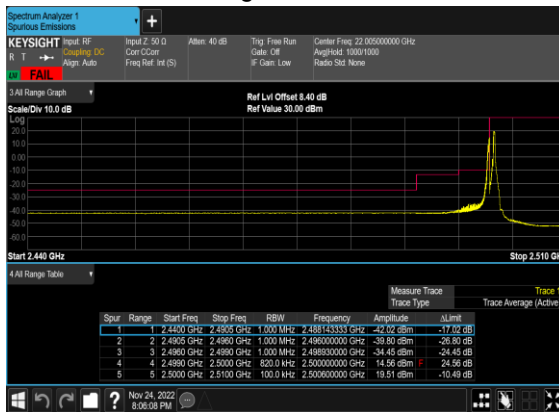 Spectrum Analyzer 1
Spurious Emissions
KEYSIGHT Input: RF Input Z: 50 Ω Atten: 40 dB Trig: Free Run Center Freq: 22.005000000 GHz
R T Coupling: DC Corr CCorr Gate: Off Avg|Hold: 1000/1000
Align: Auto Freq Ref: Int (S) IF Gain: Low Radio Std: None
FAIL
3 All Range Graph
Ref Lvl Offset 8.40 dB
Scale/Div 10.0 dB Ref Value 30.00 dBm
Log
20.0
10.0
0.00
-10.0
-20.0
-30.0
-40.0
-50.0
-60.0
Start 2.440 GHz Stop 2.510 GH
4 All Range Table
Measure Trace Trace 1
Trace Type Trace Average (Active
Spur Range Start Freq Stop Freq RBW Frequency Amplitude ΔLimit
1 1 2.4400 GHz 2.4905 GHz 1.000 MHz 2.488143333 GHz -42.02 dBm -17.02 dB
2 2 2.4905 GHz 2.4960 GHz 1.000 MHz 2.496000000 GHz -39.80 dBm -26.80 dB
3 3 2.4960 GHz 2.4990 GHz 1.000 MHz 2.498930000 GHz -34.45 dBm -24.45 dB
4 4 2.4990 GHz 2.5000 GHz 820.0 kHz 2.500000000 GHz 14.56 dBm F 24.56 dB
5 5 2.5000 GHz 2.5100 GHz 100.0 kHz 2.500600000 GHz 19.51 dBm -10.49 dB
Nov 24, 2022
8:06:08 PM